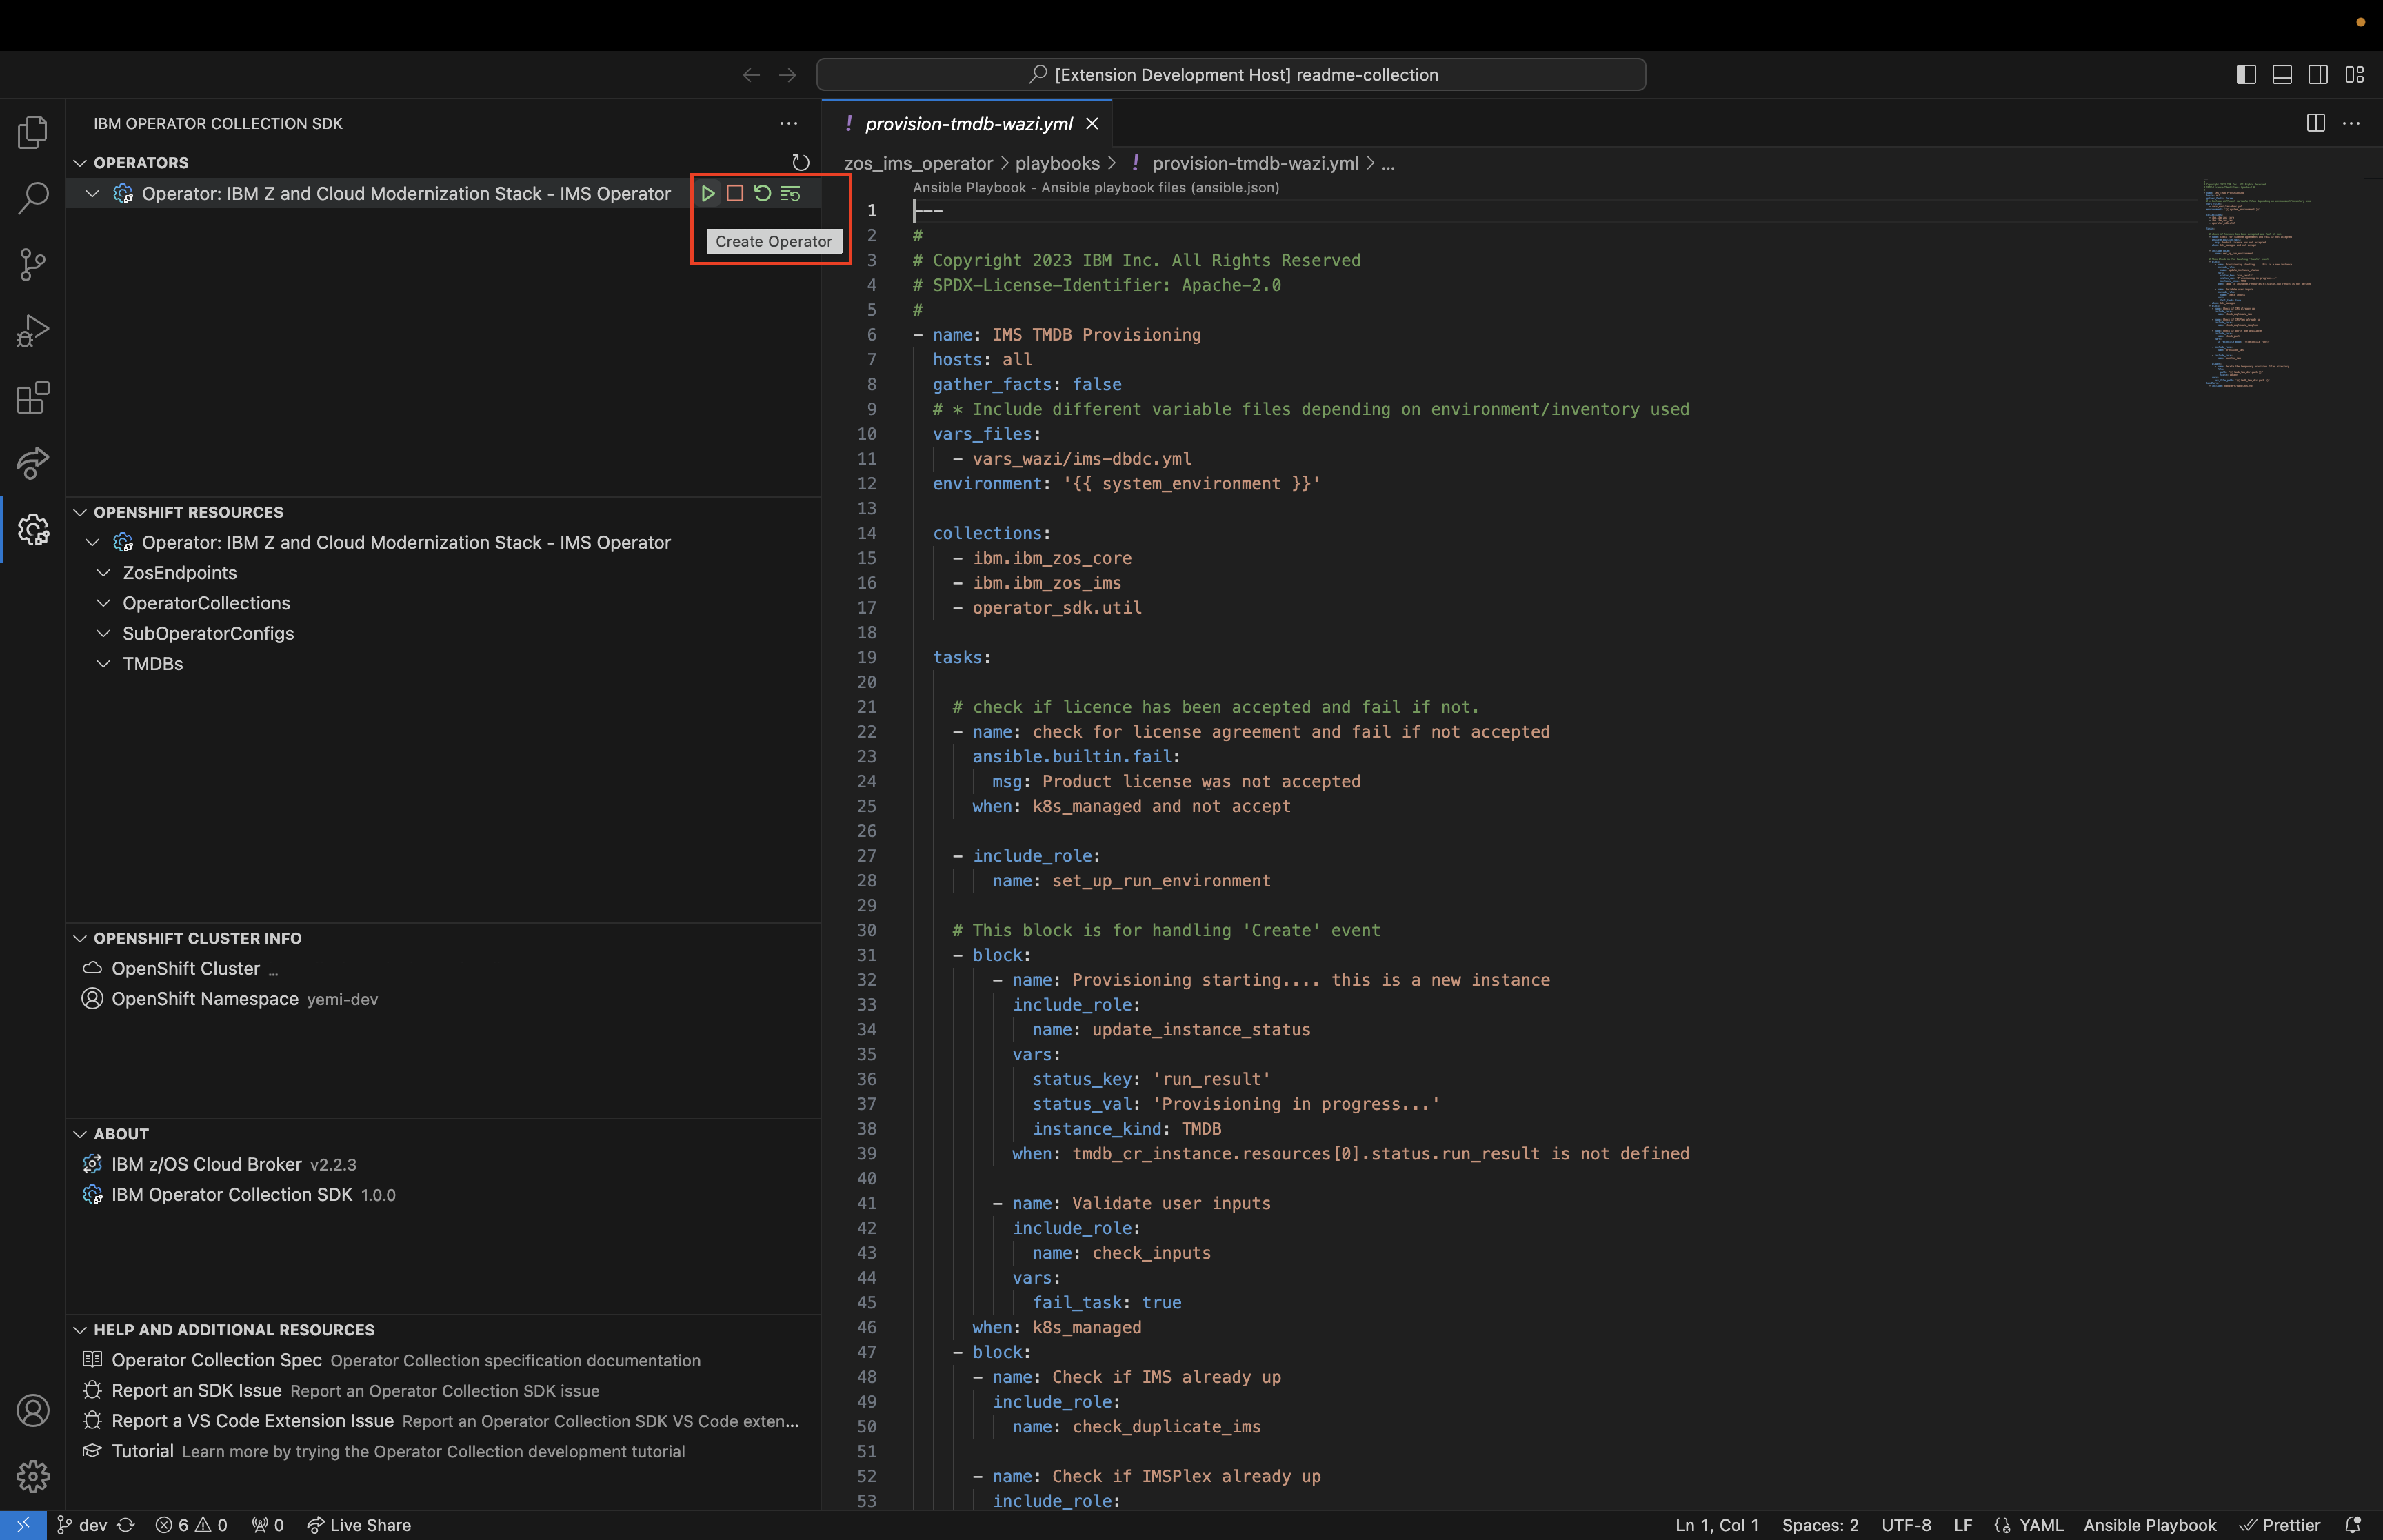 [Extension Development Host] readme-collection
IBM OPERATOR COLLECTION SDK
OPERATORS
Operator: IBM Z and Cloud Modernization Stack - IMS Operator
Create Operator
OPENSHIFT RESOURCES
Operator: IBM Z and Cloud Modernization Stack - IMS Operator
ZosEndpoints
OperatorCollections
SubOperatorConfigs
TMDBs
OPENSHIFT CLUSTER INFO
OpenShift Cluster ...
OpenShift Namespace yemi-dev
ABOUT
IBM z/OS Cloud Broker v2.2.3
IBM Operator Collection SDK 1.0.0
HELP AND ADDITIONAL RESOURCES
Operator Collection Spec Operator Collection specification documentation
Report an SDK Issue Report an Operator Collection SDK issue
Report a VS Code Extension Issue Report an Operator Collection SDK VS Code exten...
Tutorial Learn more by trying the Operator Collection development tutorial
! provision-tmdb-wazi.yml
zos_ims_operator > playbooks > ! provision-tmdb-wazi.yml > ...
Ansible Playbook - Ansible playbook files (ansible.json)
1 ---
2 #
3 # Copyright 2023 IBM Inc. All Rights Reserved
4 # SPDX-License-Identifier: Apache-2.0
5 #
6 - name: IMS TMDB Provisioning
7 hosts: all
8 gather_facts: false
9 # * Include different variable files depending on environment/inventory used
10 vars_files:
11 - vars_wazi/ims-dbdc.yml
12 environment: '{{ system_environment }}'
13
14 collections:
15 - ibm.ibm_zos_core
16 - ibm.ibm_zos_ims
17 - operator_sdk.util
18
19 tasks:
20
21 # check if licence has been accepted and fail if not.
22 - name: check for license agreement and fail if not accepted
23 ansible.builtin.fail:
24 msg: Product license was not accepted
25 when: k8s_managed and not accept
26
27 - include_role:
28 name: set_up_run_environment
29
30 # This block is for handling 'Create' event
31 - block:
32 - name: Provisioning starting.... this is a new instance
33 include_role:
34 name: update_instance_status
35 vars:
36 status_key: 'run_result'
37 status_val: 'Provisioning in progress...'
38 instance_kind: TMDB
39 when: tmdb_cr_instance.resources[0].status.run_result is not defined
40
41 - name: Validate user inputs
42 include_role:
43 name: check_inputs
44 vars:
45 fail_task: true
46 when: k8s_managed
47 - block:
48 - name: Check if IMS already up
49 include_role:
50 name: check_duplicate_ims
51
52 - name: Check if IMSPlex already up
53 include_role:
dev 6 0 0 Live Share Ln 1, Col 1 Spaces: 2 UTF-8 LF YAML Ansible Playbook Prettier